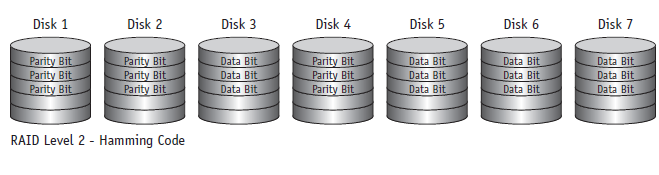 Disk 1 Disk 2 Disk 3 Disk 4 Disk 5 Disk 6 Disk 7
Parity Bit Parity Bit Data Bit Parity Bit Data Bit Data Bit Data Bit
Parity Bit Parity Bit Data Bit Parity Bit Data Bit Data Bit Data Bit
Parity Bit Parity Bit Data Bit Parity Bit Data Bit Data Bit Data Bit
RAID Level 2 - Hamming Code